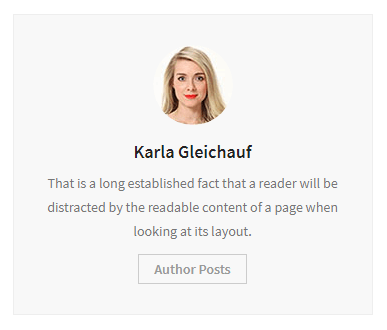 Karla Gleichauf
That is a long established fact that a reader will be
distracted by the readable content of a page when
looking at its layout.
Author Posts